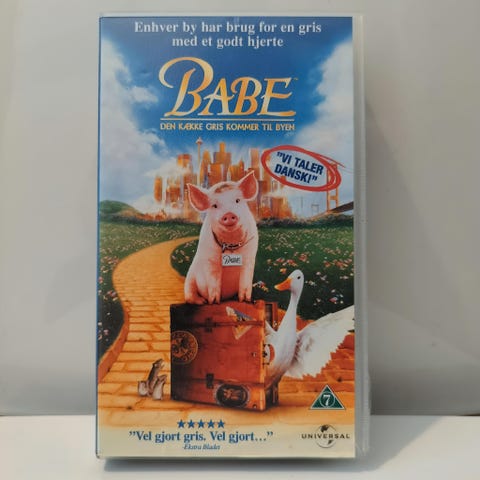 Enhver by har brug for en gris
med et godt hjerte
BABE™
DEN KÆKKE GRIS KOMMER TIL BYEN
"VI TALER
DANSK!"
BABE
7
★★★★★
"Vel gjort gris. Vel gjort..."
-Ekstra Bladet
UNIVERSAL